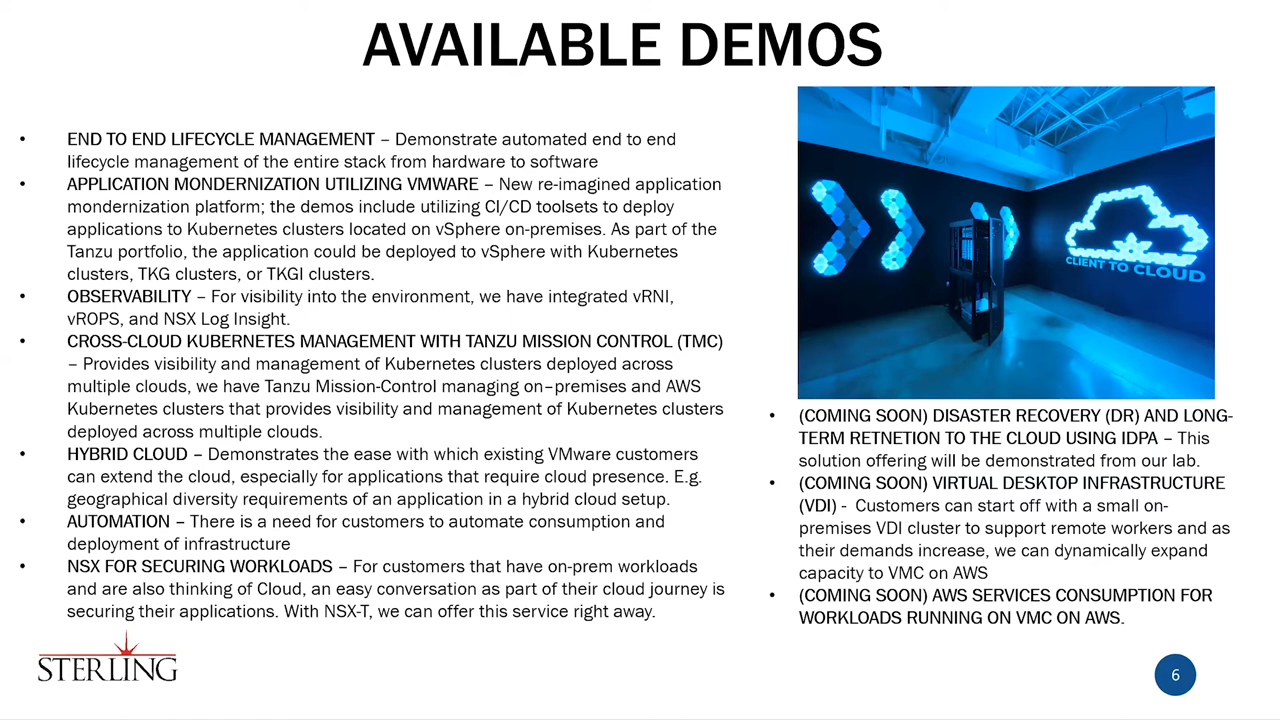 AVAILABLE DEMOS
• END TO END LIFECYCLE MANAGEMENT – Demonstrate automated end to end
lifecycle management of the entire stack from hardware to software
• APPLICATION MONDERNIZATION UTILIZING VMWARE – New re-imagined application
mondernization platform; the demos include utilizing CI/CD toolsets to deploy
applications to Kubernetes clusters located on vSphere on-premises. As part of the
Tanzu portfolio, the application could be deployed to vSphere with Kubernetes
clusters, TKG clusters, or TKGI clusters.
• OBSERVABILITY – For visibility into the environment, we have integrated vRNI,
vROPS, and NSX Log Insight.
• CROSS-CLOUD KUBERNETES MANAGEMENT WITH TANZU MISSION CONTROL (TMC)
– Provides visibility and management of Kubernetes clusters deployed across
multiple clouds, we have Tanzu Mission-Control managing on–premises and AWS
Kubernetes clusters that provides visibility and management of Kubernetes clusters
deployed across multiple clouds.
• HYBRID CLOUD – Demonstrates the ease with which existing VMware customers
can extend the cloud, especially for applications that require cloud presence. E.g.
geographical diversity requirements of an application in a hybrid cloud setup.
• AUTOMATION – There is a need for customers to automate consumption and
deployment of infrastructure
• NSX FOR SECURING WORKLOADS – For customers that have on-prem workloads
and are also thinking of Cloud, an easy conversation as part of their cloud journey is
securing their applications. With NSX-T, we can offer this service right away.
CLIENT TO CLOUD
• (COMING SOON) DISASTER RECOVERY (DR) AND LONG-
TERM RETNETION TO THE CLOUD USING IDPA – This
solution offering will be demonstrated from our lab.
• (COMING SOON) VIRTUAL DESKTOP INFRASTRUCTURE
(VDI) - Customers can start off with a small on-
premises VDI cluster to support remote workers and as
their demands increase, we can dynamically expand
capacity to VMC on AWS
• (COMING SOON) AWS SERVICES CONSUMPTION FOR
WORKLOADS RUNNING ON VMC ON AWS.
STERLING
6